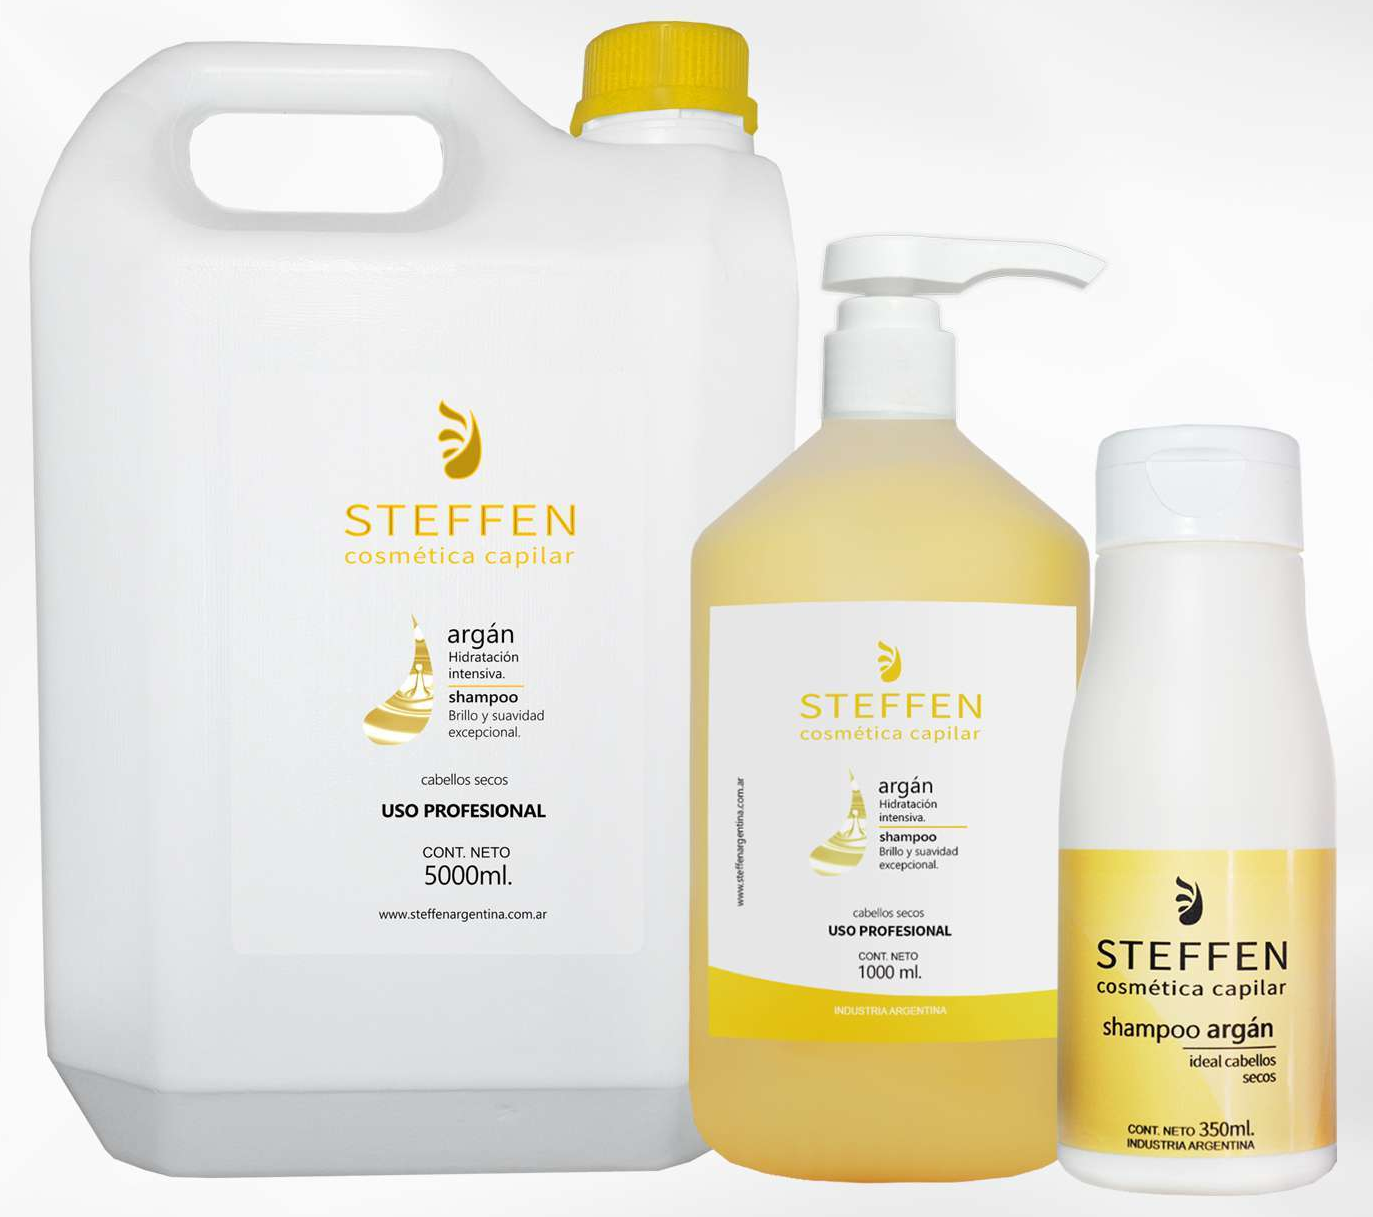 STEFFEN
cosmética capilar
argán
Hidratación
intensiva.
shampoo
Brillo y suavidad
excepcional.
cabellos secos
USO PROFESIONAL
CONT. NETO
5000ml.
www.steffenargentina.com.ar
STEFFEN
cosmética capilar
argán
Hidratación
intensiva.
shampoo
Brillo y suavidad
excepcional.
www.steffenargentina.com.ar
cabellos secos
USO PROFESIONAL
CONT. NETO
1000 ml.
INDUSTRIA ARGENTINA
STEFFEN
cosmética capilar
shampoo argán
ideal cabellos
secos
CONT. NETO 350ml.
INDUSTRIA ARGENTINA